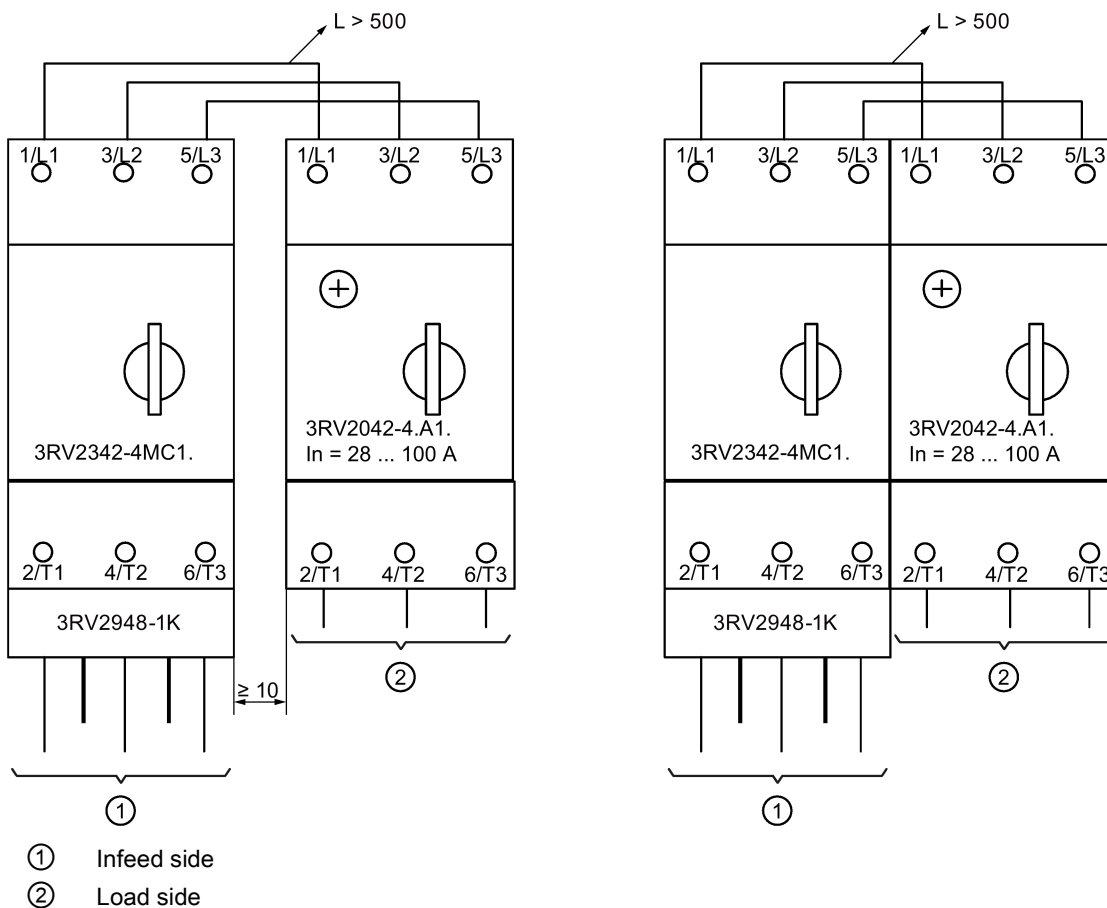 L > 500
L > 500
1/L1 3/L2 5/L3 1/L1 3/L2 5/L3
1/L1 3/L2 5/L3 1/L1 3/L2 5/L3
3RV2342-4MC1.
3RV2042-4.A1.
In = 28 ... 100 A
3RV2342-4MC1.
3RV2042-4.A1.
In = 28 ... 100 A
2/T1 4/T2 6/T3 2/T1 4/T2 6/T3
2/T1 4/T2 6/T3 2/T1 4/T2 6/T3
3RV2948-1K
3RV2948-1K
2
2
≥ 10
1
1
1 Infeed side
2 Load side